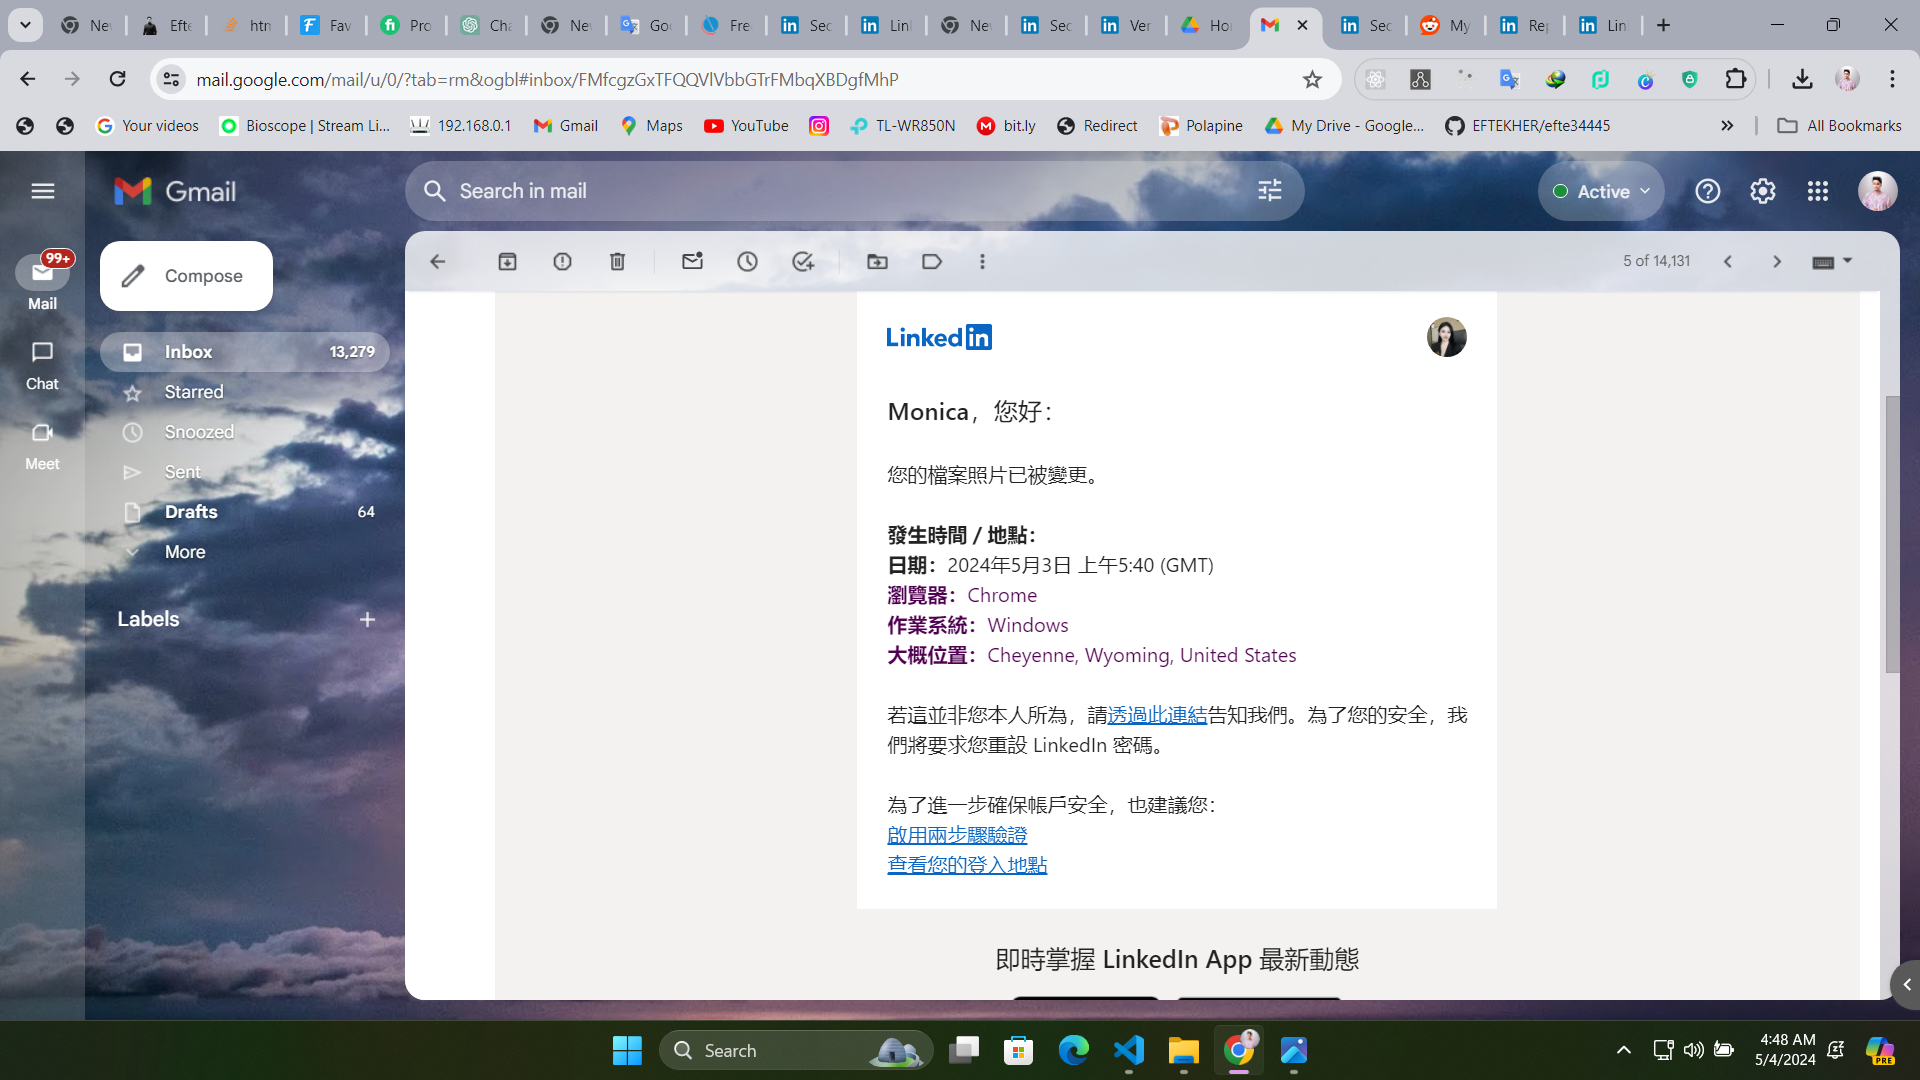 Nev
Efte
htn
Fav
Pro
Cha
Nev
Goo
Fre
Sec
Linl
Nev
Sec
Ver
Hor
Sec
My
Rep
Lin
mail.google.com/mail/u/0/?tab=rm&ogbl#inbox/FMfcgzGxTFQQVlVbbGTrFMbqXBDgfMhP
Your videos
Bioscope | Stream Li...
192.168.0.1
Gmail
Maps
YouTube
TL-WR850N
bit.ly
Redirect
Polapine
My Drive - Google...
EFTEKHER/efte34445
All Bookmarks
Gmail
Search in mail
Active
99+
Mail
Chat
Meet
Compose
Inbox 13,279
Starred
Snoozed
Sent
Drafts 64
More
Labels
5 of 14,131
Linked in
Monica，您好：
您的檔案照片已被變更。
發生時間 / 地點：
日期：2024年5月3日 上午5:40 (GMT)
瀏覽器：Chrome
作業系統：Windows
大概位置：Cheyenne, Wyoming, United States
若這並非您本人所為，請透過此連結告知我們。為了您的安全，我
們將要求您重設 LinkedIn 密碼。
為了進一步確保帳戶安全，也建議您：
啟用兩步驟驗證
查看您的登入地點
即時掌握 LinkedIn App 最新動態
Search
4:48 AM
5/4/2024
PRE